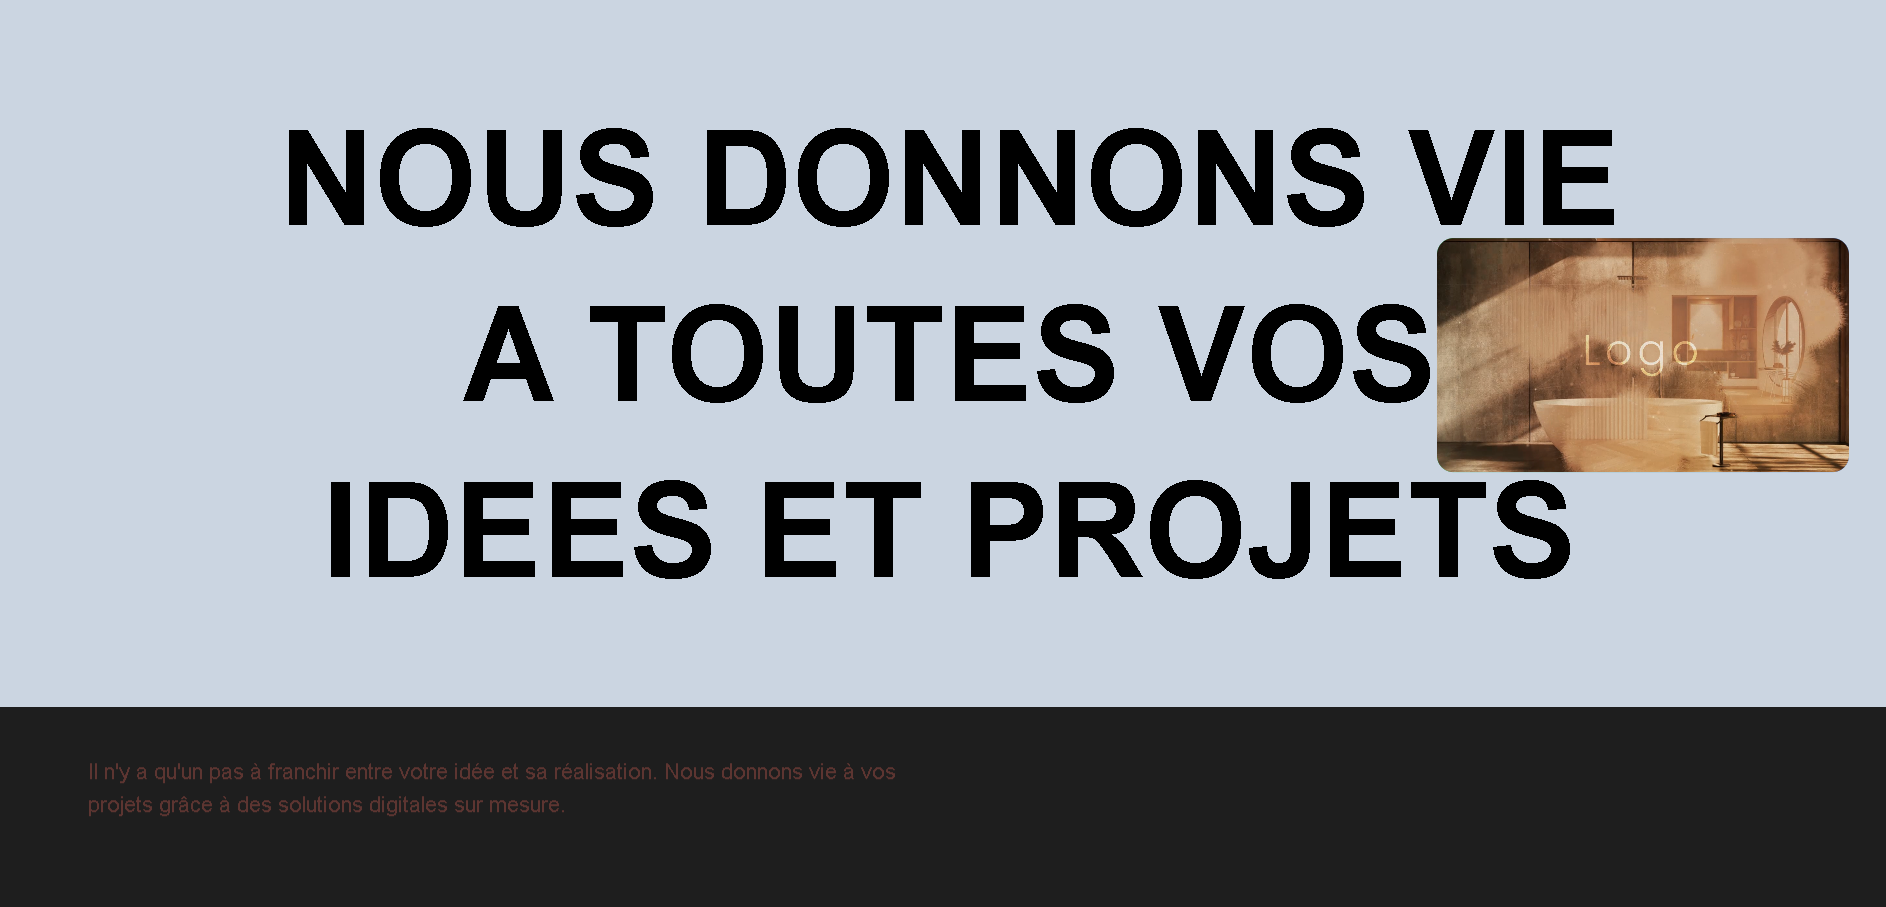 NOUS DONNONS VIE
A TOUTES VOS
Logo
IDEES ET PROJETS
Il n'y a qu'un pas à franchir entre votre idée et sa réalisation. Nous donnons vie à vos
projets grâce à des solutions digitales sur mesure.